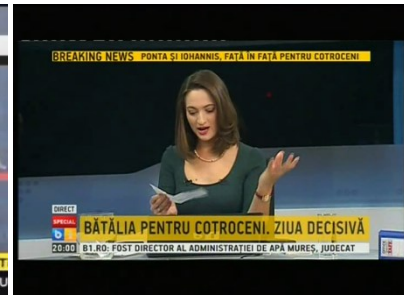 BREAKING NEWS PONTA ȘI IOHANNIS, FAȚĂ ÎN FAȚĂ PENTRU COTROCENI
DIRECT
SPECIAL
b1
BĂTĂLIA PENTRU COTROCENI. ZIUA DECISIVĂ
20:00 B1.RO: FOST DIRECTOR AL ADMINISTRAȚIEI DE APĂ MUREȘ, JUDECAT